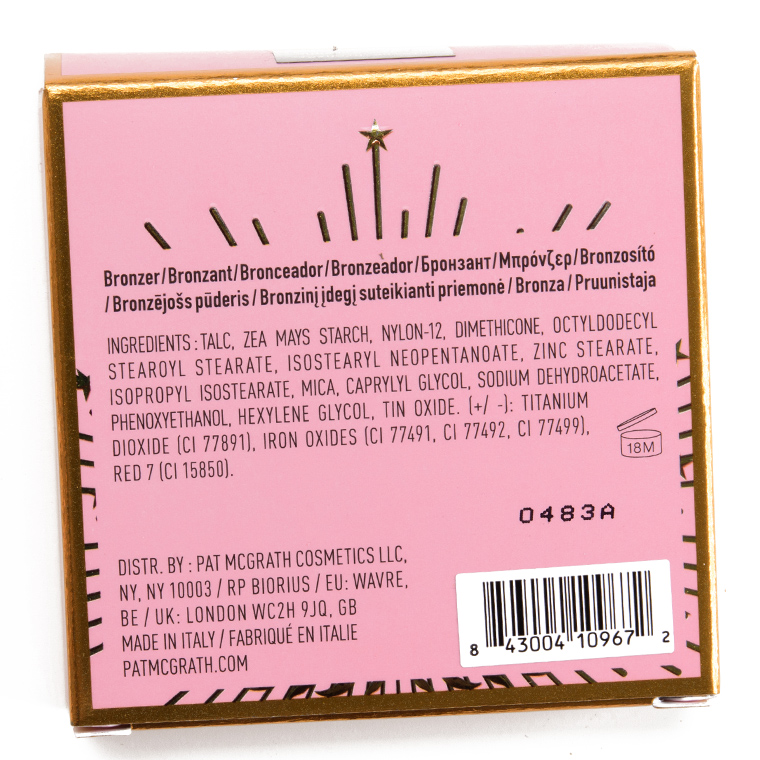 Bronzer/Bronzant/Bronceador/Bronzeador/Бронзант/Μπρόνζερ/Bronzosító
/ Bronzējošs pūderis / Bronzinį įdegį suteikianti priemonė / Bronza / Pruunistaja
INGREDIENTS : TALC, ZEA MAYS STARCH, NYLON-12, DIMETHICONE, OCTYLDODECYL
STEAROYL STEARATE, ISOSTEARYL NEOPENTANOATE, ZINC STEARATE,
ISOPROPYL ISOSTEARATE, MICA, CAPRYLYL GLYCOL, SODIUM DEHYDROACETATE,
PHENOXYETHANOL, HEXYLENE GLYCOL, TIN OXIDE. (+/ -): TITANIUM
DIOXIDE (CI 77891), IRON OXIDES (CI 77491, CI 77492, CI 77499),
RED 7 (CI 15850).
18M
0483A
DISTR. BY : PAT MCGRATH COSMETICS LLC,
NY, NY 10003 / RP BIORIUS / EU: WAVRE,
BE / UK: LONDON WC2H 9JQ, GB
MADE IN ITALY / FABRIQUÉ EN ITALIE
PATMCGRATH.COM
8 43004 10967 2